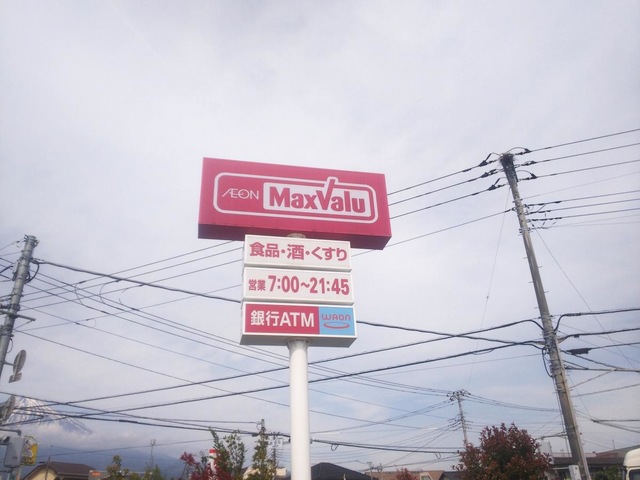 ÆON MaxValu
食品・酒・くすり
営業 7:00～21:45
銀行ATM WAON